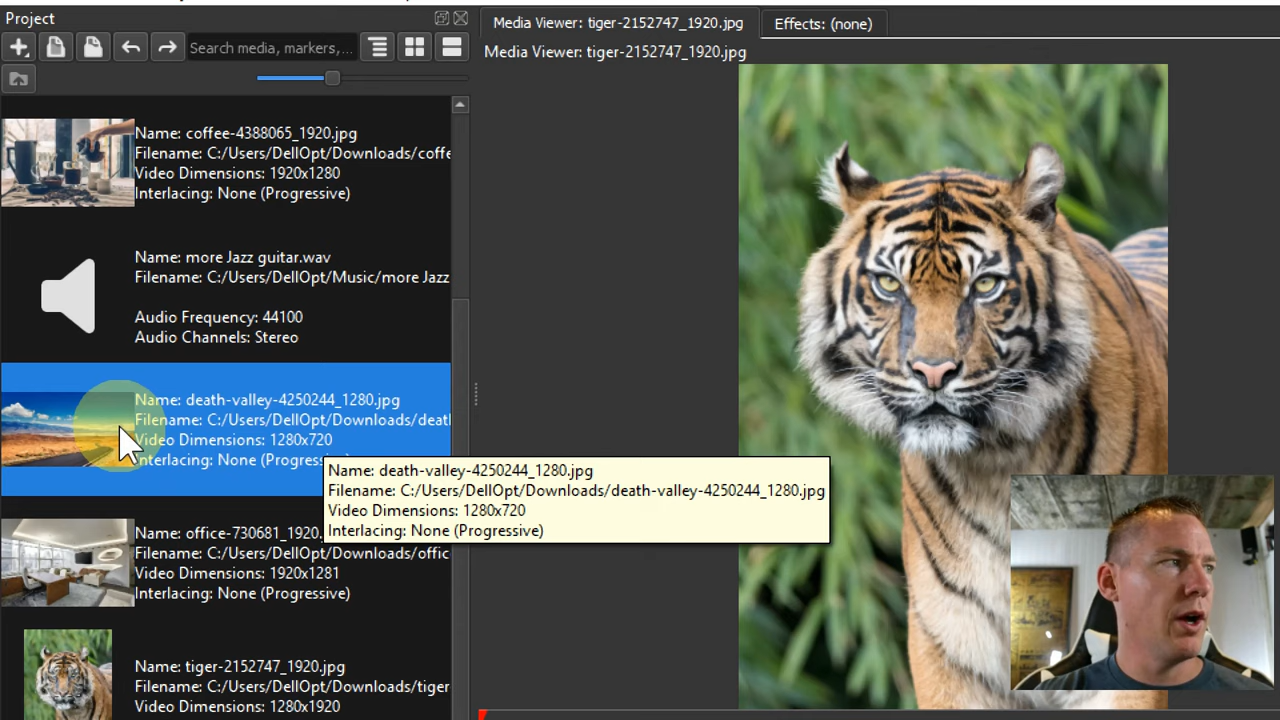 Project
Media Viewer: tiger-2152747_1920.jpg
Effects: (none)
Search media, markers,...
Media Viewer: tiger-2152747_1920.jpg
Name: coffee-4388065_1920.jpg
Filename: C:/Users/DellOpt/Downloads/coffe
Video Dimensions: 1920x1280
Interlacing: None (Progressive)
Name: more Jazz guitar.wav
Filename: C:/Users/DellOpt/Music/more Jazz
Audio Frequency: 44100
Audio Channels: Stereo
Name: death-valley-4250244_1280.jpg
Filename: C:/Users/DellOpt/Downloads/deatl
Video Dimensions: 1280x720
Interlacing: None (Progres
Name: death-valley-4250244_1280.jpg
Filename: C:/Users/DellOpt/Downloads/death-valley-4250244_1280.jpg
Video Dimensions: 1280x720
Interlacing: None (Progressive)
Name: office-730681_1920.
Filename: C:/Users/DellOpt/Downloads/offic
Video Dimensions: 1920x1281
Interlacing: None (Progressive)
Name: tiger-2152747_1920.jpg
Filename: C:/Users/DellOpt/Downloads/tiger
Video Dimensions: 1280x1920